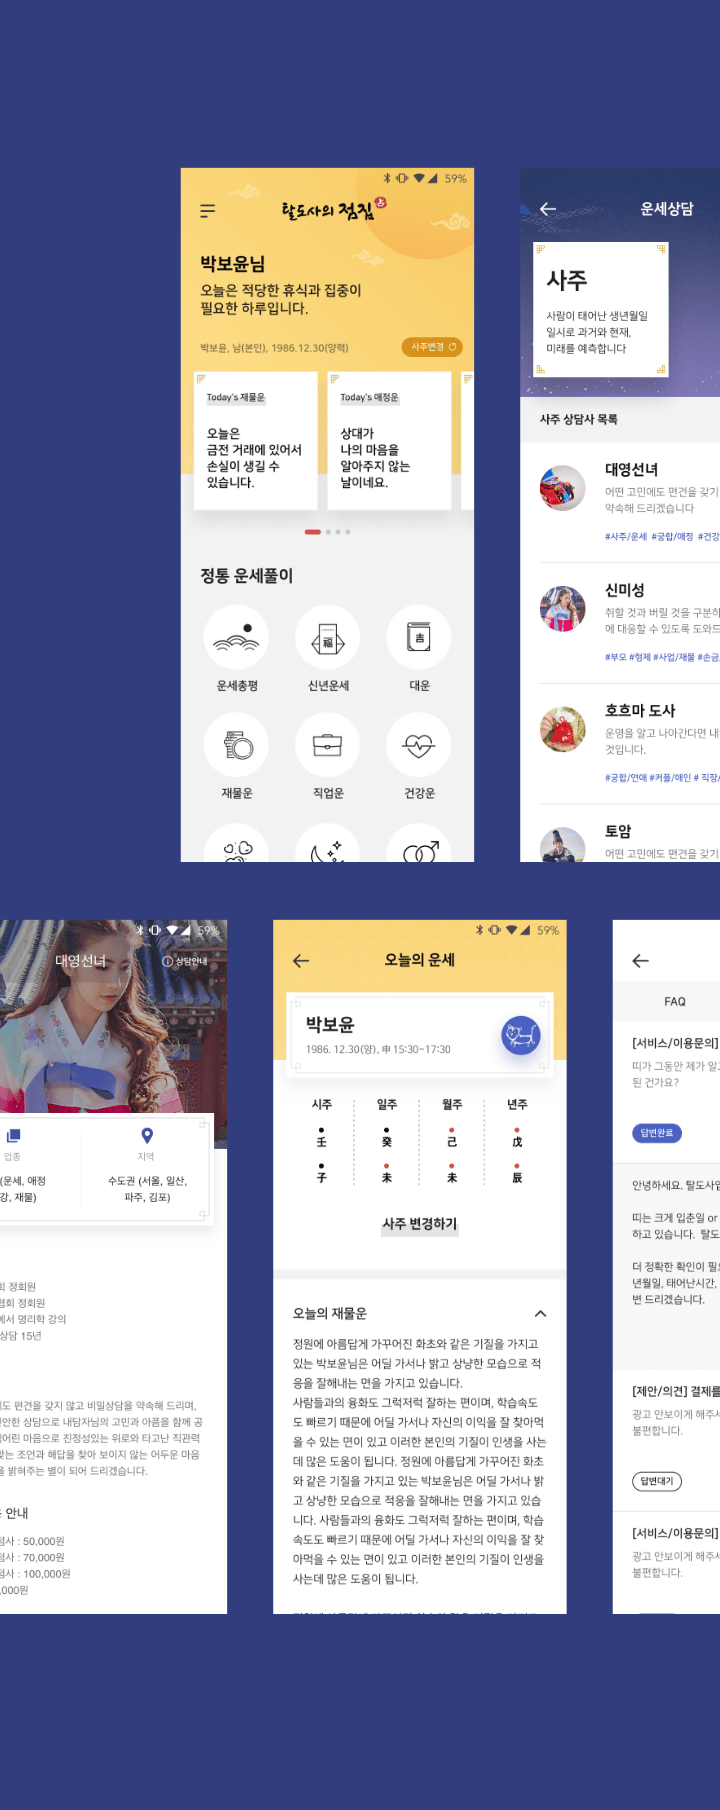 59%
탈도사의 점집
占
박보윤님
오늘은 적당한 휴식과 집중이
필요한 하루입니다.
박보윤, 남(본인), 1986.12.30(양력)
사주변경
Today's 재물운
오늘은
금전 거래에 있어서
손실이 생길 수
있습니다.
Today's 애정운
상대가
나의 마음을
알아주지 않는
날이네요.
정통 운세풀이
福
吉
운세총평
신년운세
대운
재물운
직업운
건강운
운세상담
사주
사람이 태어난 생년월일
일시로 과거와 현재,
미래를 예측합니다
사주 상담사 목록
대영선녀
어떤 고민에도 편견을 갖기
약속해 드리겠습니다
#사주/운세 #궁합/애정 #건강
신미성
취할 것과 버릴 것을 구분하
에 대응할 수 있도록 도와드
#부모 #형제 #사업/재물 #손금
호흐마 도사
운명을 알고 나아간다면 내
것입니다.
#궁합/연애 #커플/애인 # 직장/
토암
어떤 고민에도 편견을 갖기
59%
대영선녀
상담안내
업종
(운세, 애정
강, 재물)
지역
수도권 (서울, 일산,
파주, 김포)
회 정회원
협회 정회원
에서 명리학 강의
상담 15년
도 편견을 갖지 않고 비밀상담을 약속해 드리며,
편안한 상담으로 내담자님의 고민과 아픔을 함께 공
어린 마음으로 진정성있는 위로와 타고난 직관력
맞는 조언과 해답을 찾아 보이지 않는 어두운 마음
을 밝혀주는 별이 되어 드리겠습니다.
안내
점사 : 50,000원
점사 : 70,000원
점사 : 100,000원
,000원
59%
오늘의 운세
박보윤
1986. 12.30(양), 申 15:30~17:30
시주
일주
월주
년주
壬
癸
己
戊
子
未
未
辰
사주 변경하기
오늘의 재물운
정원에 아름답게 가꾸어진 화초와 같은 기질을 가지고
있는 박보윤님은 어딜 가서나 밝고 상냥한 모습으로 적
응을 잘해내는 면을 가지고 있습니다.
사람들과의 융화도 그럭저럭 잘하는 편이며, 학습속도
도 빠르기 때문에 어딜 가서나 자신의 이익을 잘 찾아먹
을 수 있는 면이 있고 이러한 본인의 기질이 인생을 사는
데 많은 도움이 됩니다. 정원에 아름답게 가꾸어진 화초
와 같은 기질을 가지고 있는 박보윤님은 어딜 가서나 밝
고 상냥한 모습으로 적응을 잘해내는 면을 가지고 있습
니다. 사람들과의 융화도 그럭저럭 잘하는 편이며, 학습
속도도 빠르기 때문에 어딜 가서나 자신의 이익을 잘 찾
아먹을 수 있는 면이 있고 이러한 본인의 기질이 인생을
사는데 많은 도움이 됩니다.
FAQ
[서비스/이용문의]
띠가 그동안 제가 알고
된 건가요?
답변완료
안녕하세요. 탈도사입
띠는 크게 입춘일 or
하고 있습니다. 탈도
더 정확한 확인이 필요
년월일, 태어난시간,
변 드리겠습니다.
[제안/의견] 결제를
광고 안보이게 해주시
불편합니다.
답변대기
[서비스/이용문의]
광고 안보이게 해주시
불편합니다.